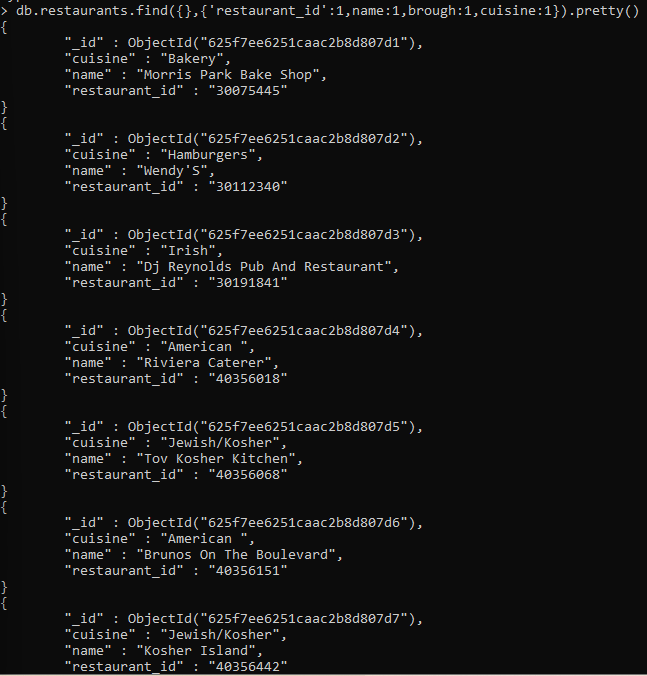 > db.restaurants.find({},{'restaurant_id':1,name:1,brough:1,cuisine:1}).pretty()
{
        "_id" : ObjectId("625f7ee6251caac2b8d807d1"),
        "cuisine" : "Bakery",
        "name" : "Morris Park Bake Shop",
        "restaurant_id" : "30075445"
}
{
        "_id" : ObjectId("625f7ee6251caac2b8d807d2"),
        "cuisine" : "Hamburgers",
        "name" : "Wendy'S",
        "restaurant_id" : "30112340"
}
{
        "_id" : ObjectId("625f7ee6251caac2b8d807d3"),
        "cuisine" : "Irish",
        "name" : "Dj Reynolds Pub And Restaurant",
        "restaurant_id" : "30191841"
}
{
        "_id" : ObjectId("625f7ee6251caac2b8d807d4"),
        "cuisine" : "American ",
        "name" : "Riviera Caterer",
        "restaurant_id" : "40356018"
}
{
        "_id" : ObjectId("625f7ee6251caac2b8d807d5"),
        "cuisine" : "Jewish/Kosher",
        "name" : "Tov Kosher Kitchen",
        "restaurant_id" : "40356068"
}
{
        "_id" : ObjectId("625f7ee6251caac2b8d807d6"),
        "cuisine" : "American ",
        "name" : "Brunos On The Boulevard",
        "restaurant_id" : "40356151"
}
{
        "_id" : ObjectId("625f7ee6251caac2b8d807d7"),
        "cuisine" : "Jewish/Kosher",
        "name" : "Kosher Island",
        "restaurant_id" : "40356442"